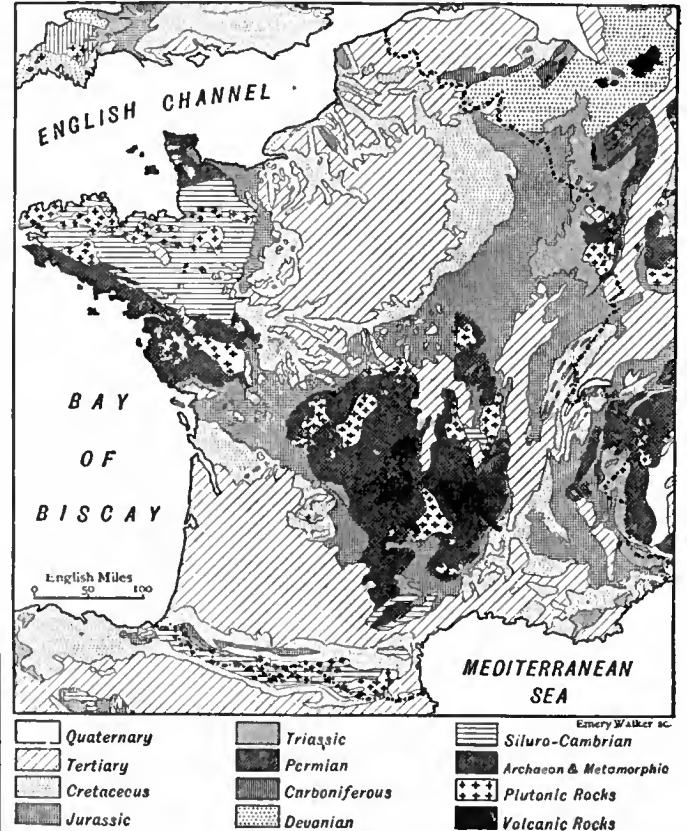 ENGLISH CHANNEL
BAY
OF
BISCAY
English Miles
0 50 100
MEDITERRANEAN
SEA
Emery Walker sc.
Quaternary
Tertiary
Cretaceous
Jurassic
Triassic
Permian
Carboniferous
Devonian
Siluro-Cambrian
Archaean & Metamorphic
Plutonic Rocks
Volcanic Rocks